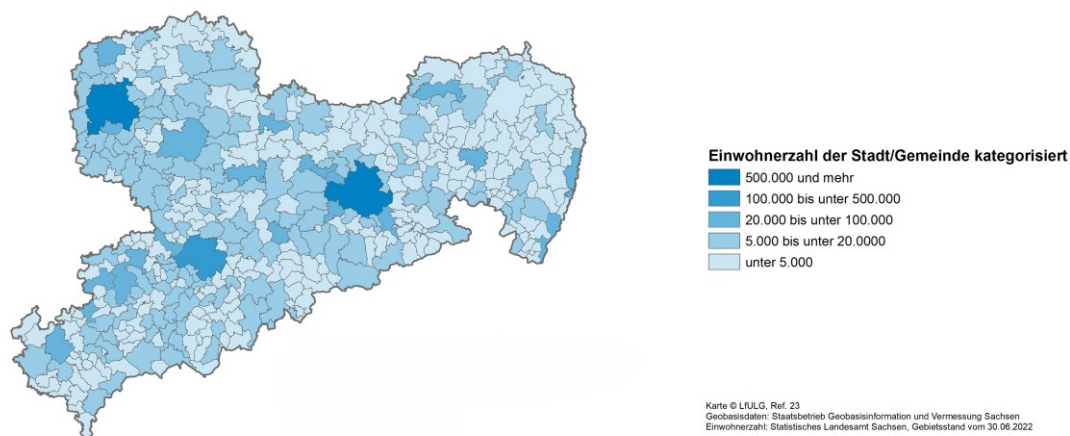 Einwohnerzahl der Stadt/Gemeinde kategorisiert
500.000 und mehr
100.000 bis unter 500.000
20.000 bis unter 100.000
5.000 bis unter 20.0000
unter 5.000
Karte © LfULG, Ref. 23
Geobasisdaten: Staatsbetrieb Geobasisinformation und Vermessung Sachsen
Einwohnerzahl: Statistisches Landesamt Sachsen, Gebietsstand vom 30.06.2022